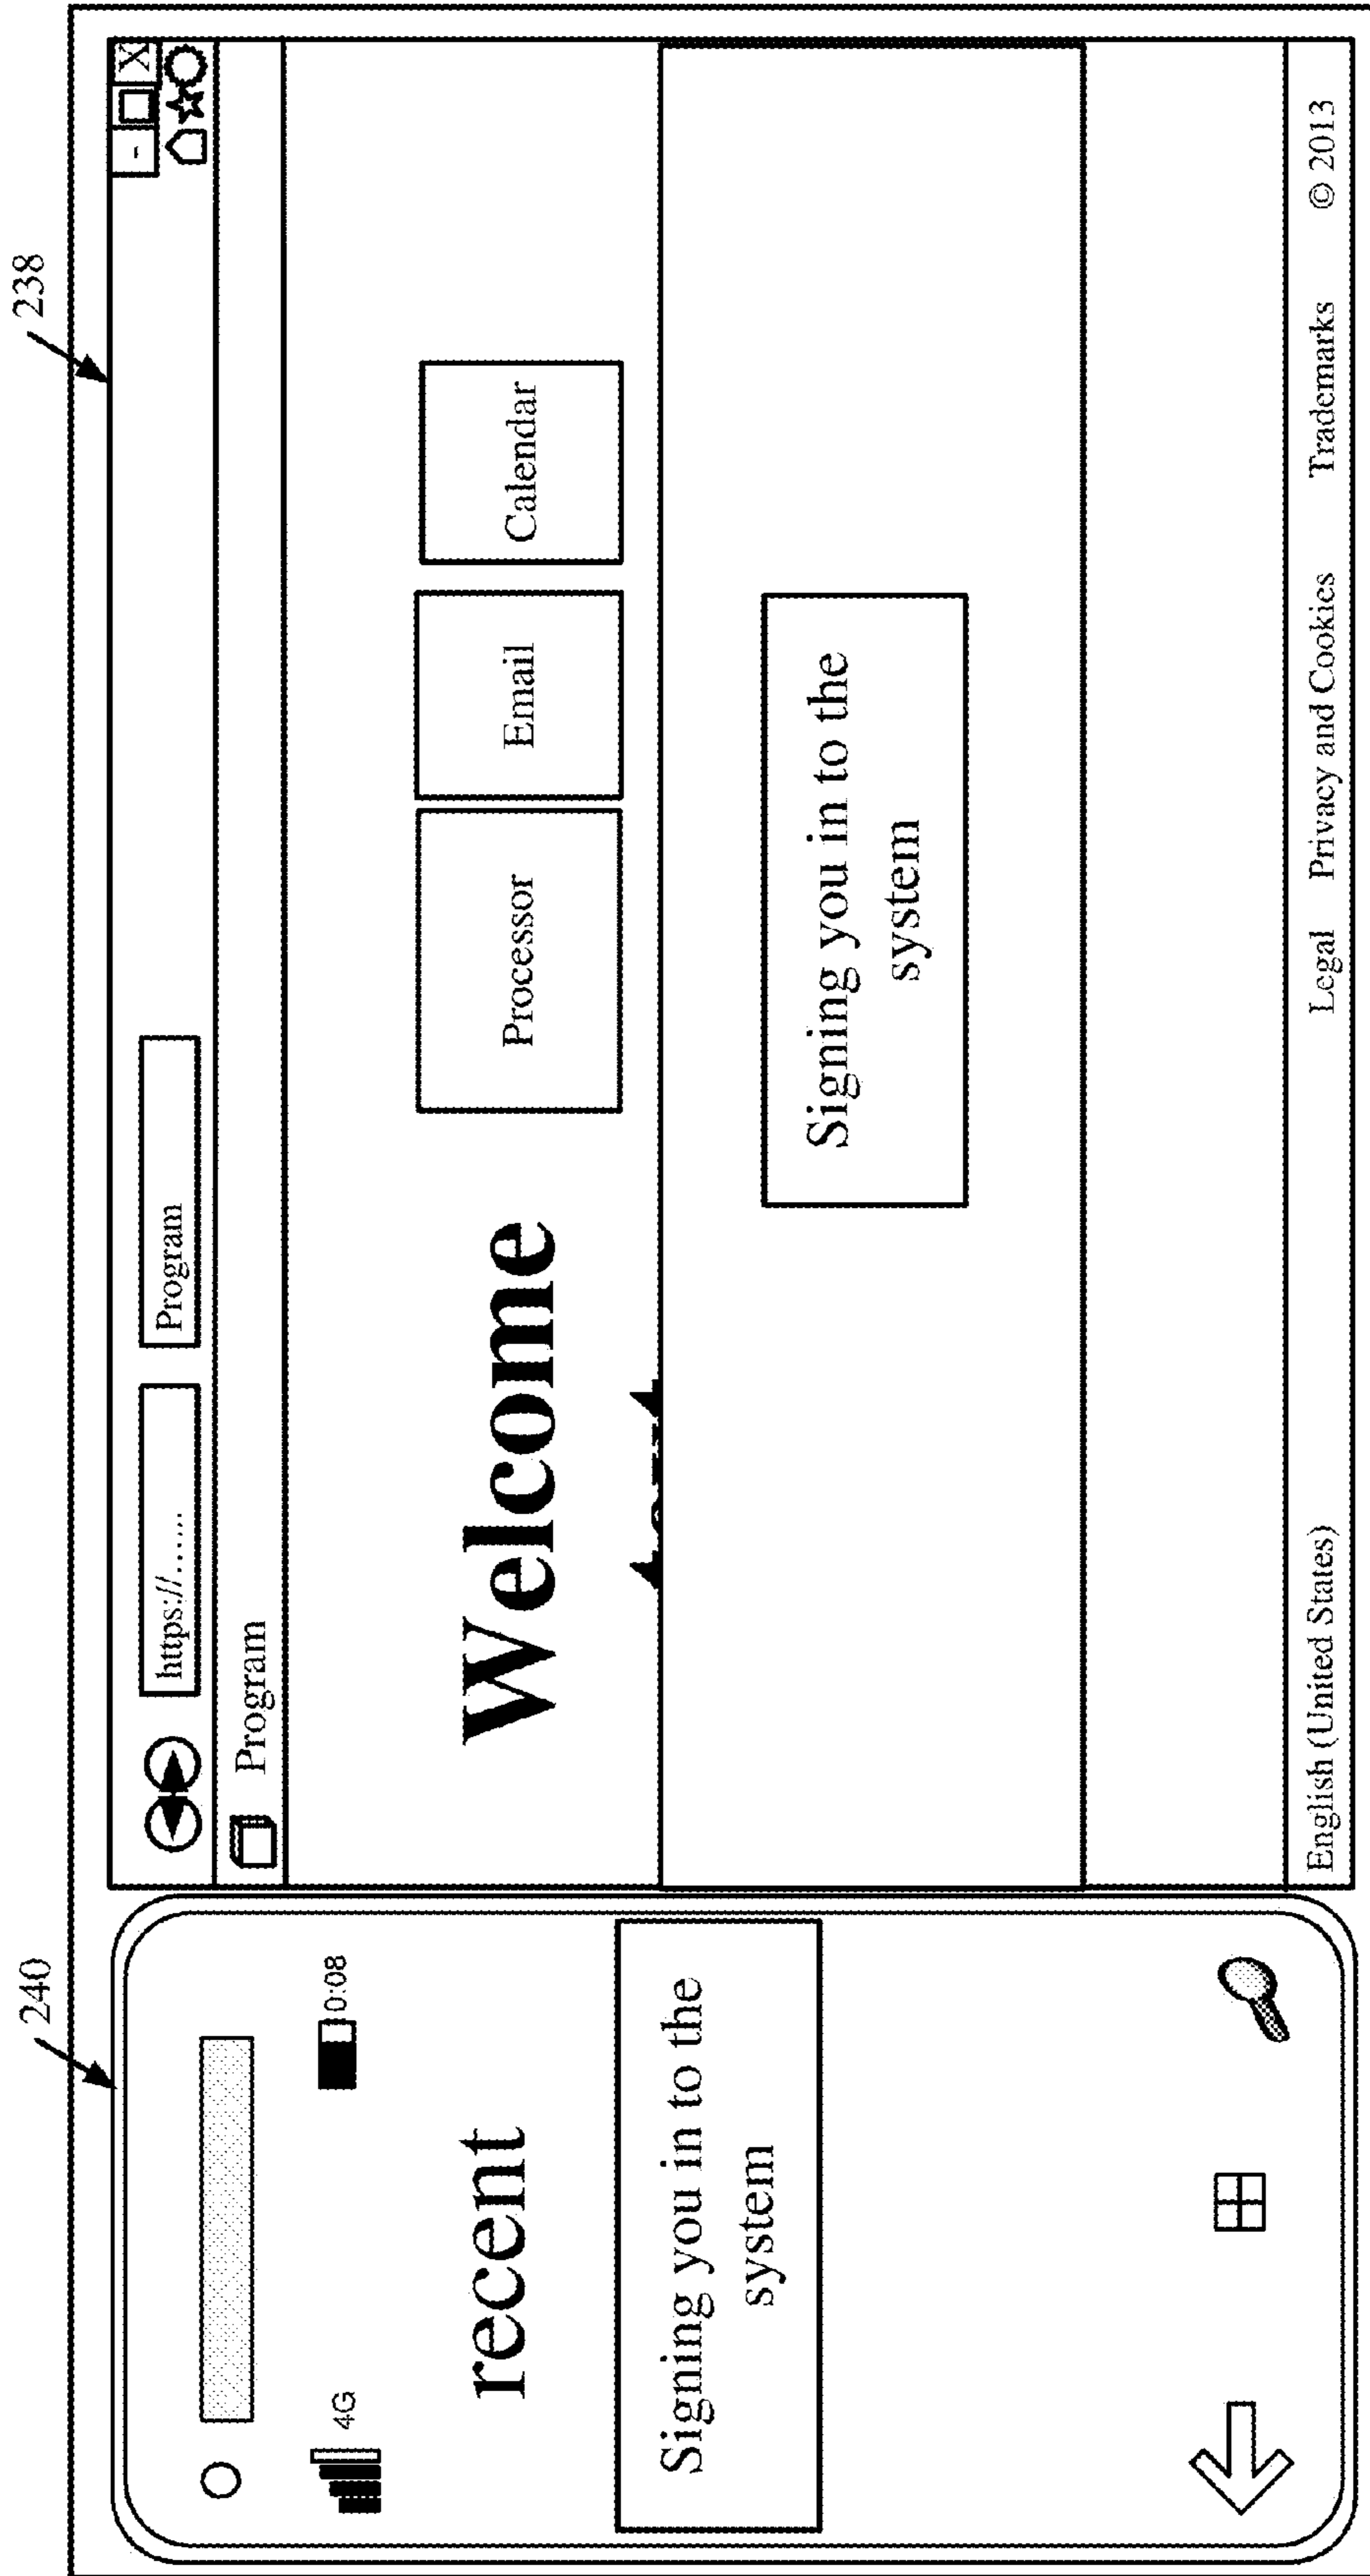 240
238
4G
0:08
recent
Signing you in to the
system
https://......
Program
- X
Program
Welcome
Processor
Email
Calendar
Signing you in to the
system
English (United States)
Legal
Privacy and Cookies
Trademarks
© 2013